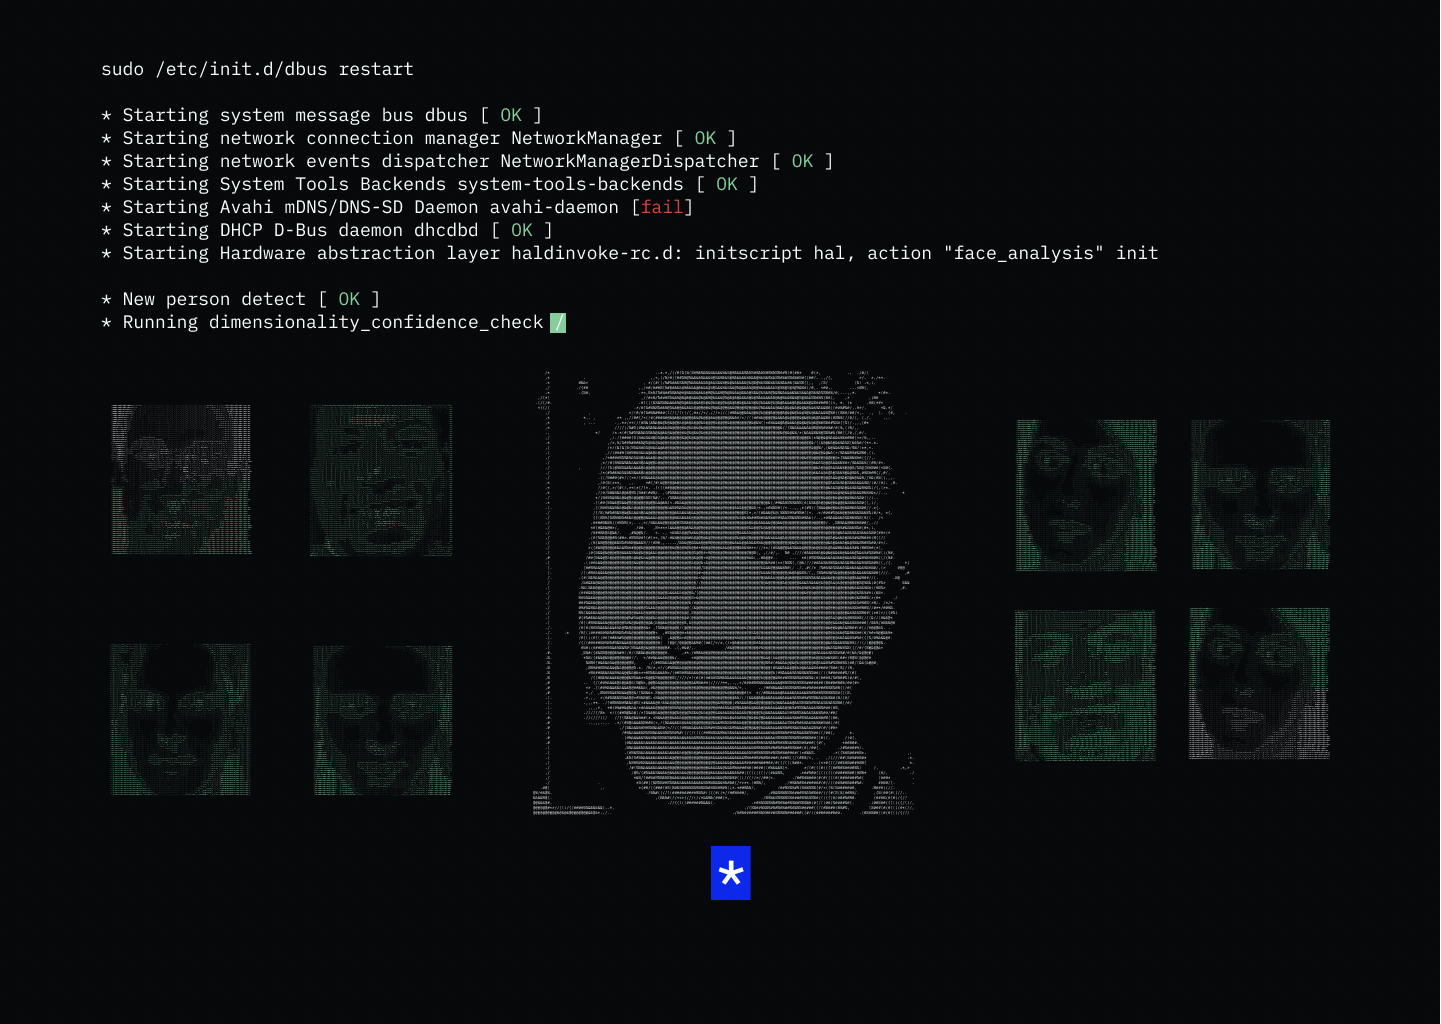 sudo /etc/init.d/dbus restart
* Starting system message bus dbus [ OK ]
* Starting network connection manager NetworkManager [ OK ]
* Starting network events dispatcher NetworkManagerDispatcher [ OK ]
* Starting System Tools Backends system-tools-backends [ OK ]
* Starting Avahi mDNS/DNS-SD Daemon avahi-daemon [fail]
* Starting DHCP D-Bus daemon dhcdbd [ OK ]
* Starting Hardware abstraction layer haldinvoke-rc.d: initscript hal, action "face_analysis" init
* New person detect [ OK ]
* Running dimensionality_confidence_check /
*